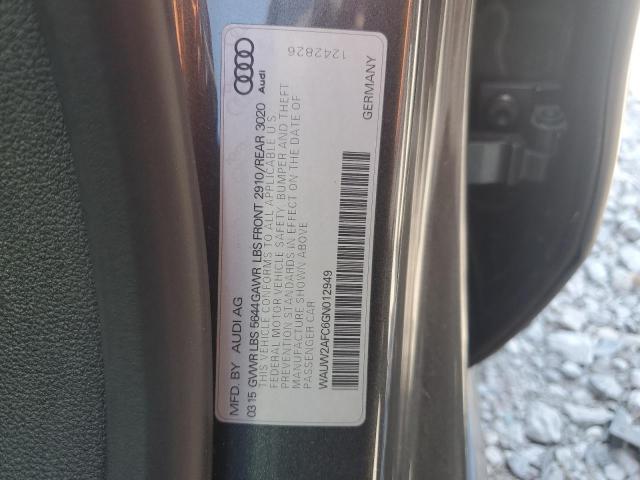 MFD. BY AUDI AG
Audi
0315 GVWR LBS 5644 GAWR LBS FRONT 2910/REAR 3020
THIS VEHICLE CONFORMS TO ALL APPLICABLE U.S.
FEDERAL MOTOR VEHICLE SAFETY, BUMPER AND THEFT
PREVENTION STANDARDS IN EFFECT ON THE DATE OF
MANUFACTURE SHOWN ABOVE
PASSENGER CAR
WAUW2AFC6GN012949
GERMANY
1242826